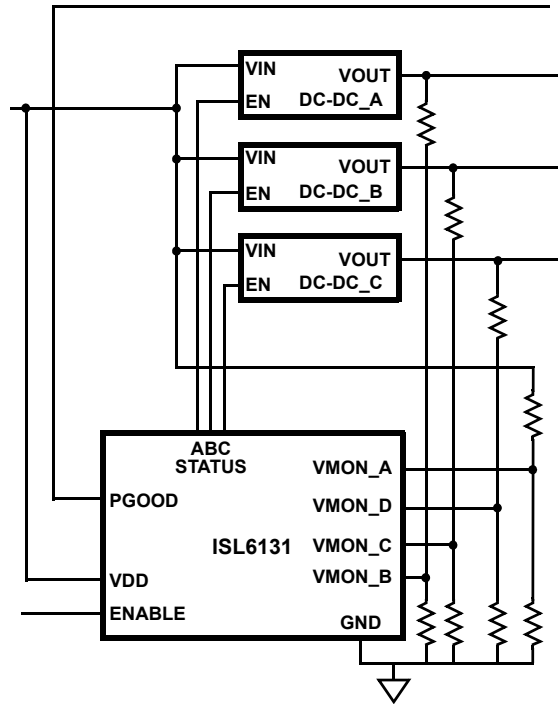 VIN
VOUT
EN
DC-DC_A
VIN
VOUT
EN
DC-DC_B
VIN
VOUT
EN
DC-DC_C
ABC
STATUS
VMON_A
PGOOD
VMON_D
ISL6131
VMON_C
VDD
VMON_B
ENABLE
GND